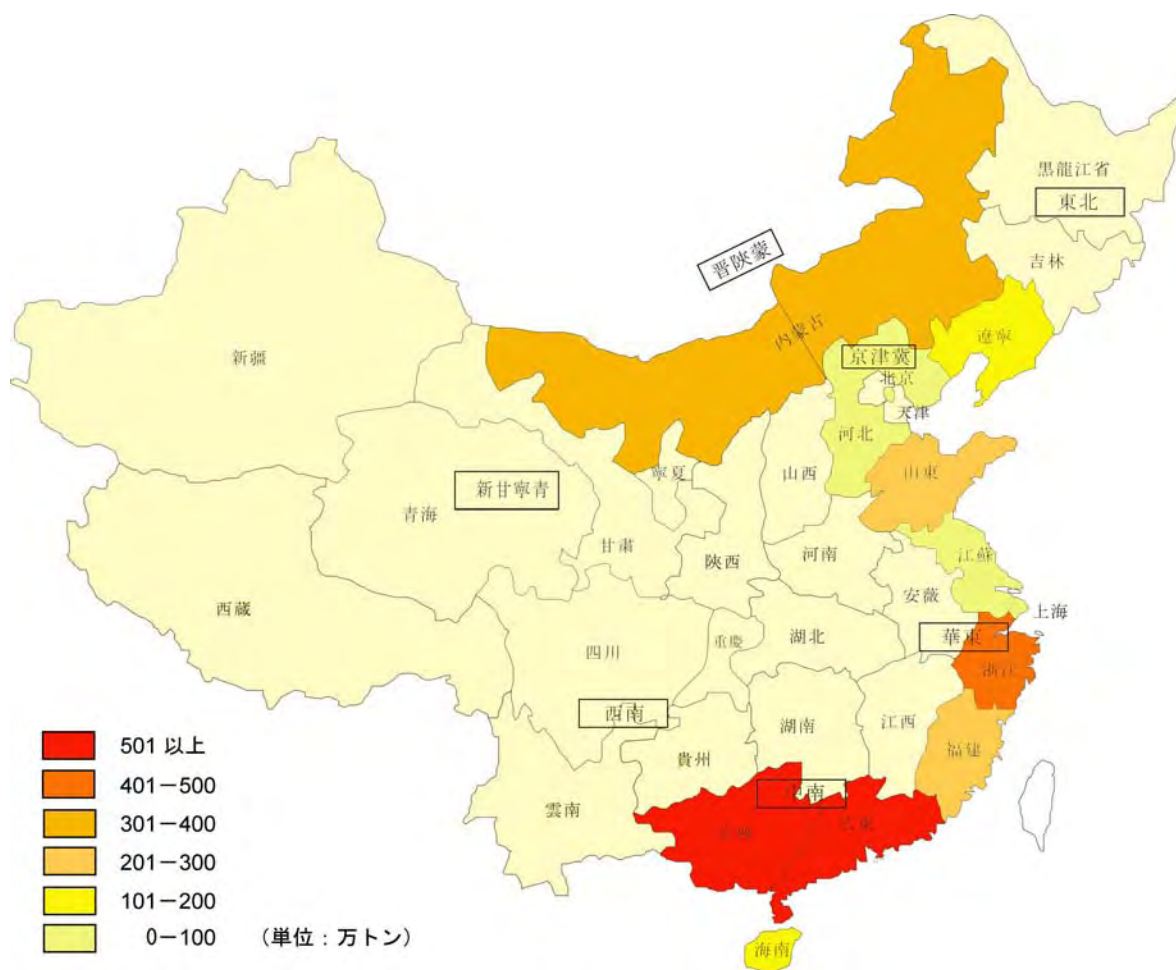 黒龍江省
東北
吉林
晋陝蒙
遼寧
内蒙古
京津冀
新疆
北京
天津
河北
山東
山西
寧夏
新甘寧青
青海
甘粛
陝西
河南
江蘇
安薇
西蔵
上海
重慶
湖北
華東
四川
浙江
西南
湖南
江西
福建
貴州
中南
雲南
広東
海南
501 以上
401－500
301－400
201－300
101－200
0－100 （単位：万トン）